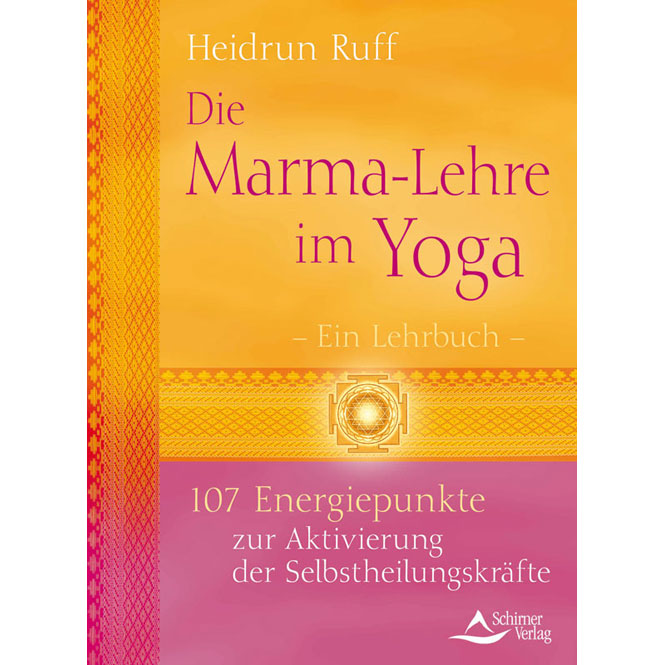 Heidrun Ruff
Die
Marma-Lehre
im Yoga
– Ein Lehrbuch –
107 Energiepunkte
zur Aktivierung
der Selbstheilungskräfte
Schirner
Verlag